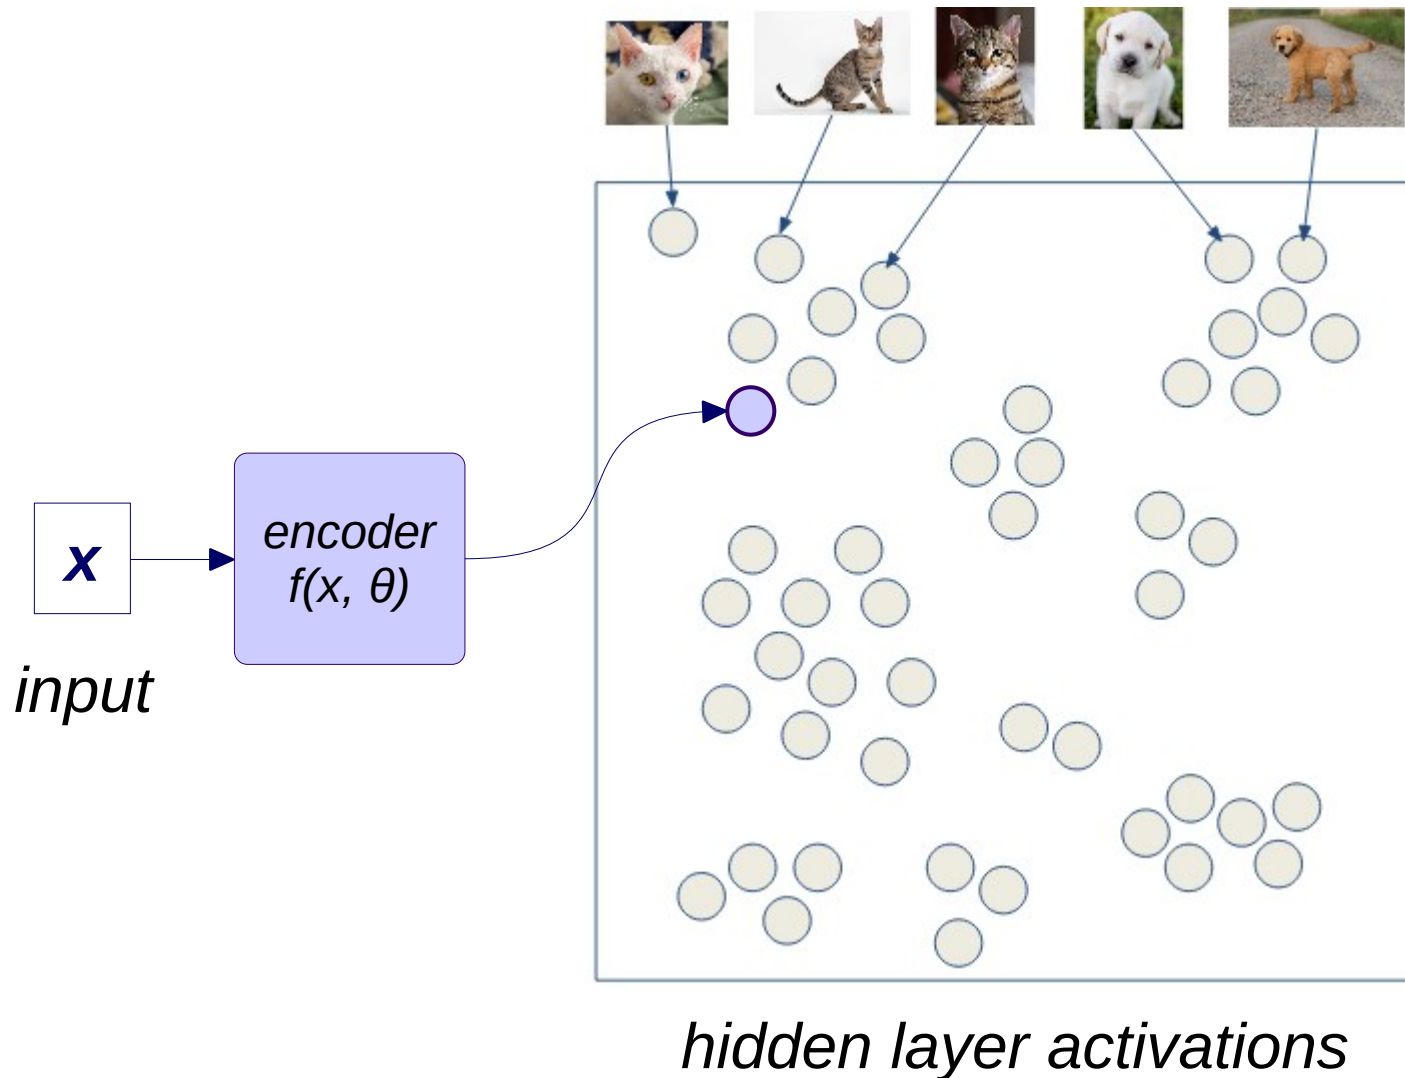 x
encoder
f(x, θ)
input
hidden layer activations